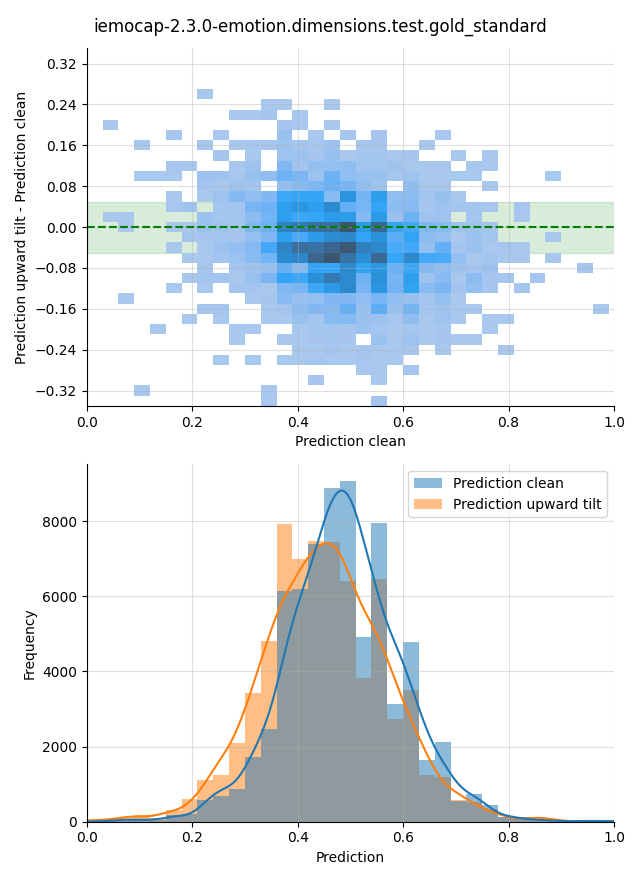 iemocap-2.3.0-emotion.dimensions.test.gold_standard
Prediction upward tilt - Prediction clean
0.32
0.24
0.16
0.08
0.00
−0.08
−0.16
−0.24
−0.32
0.0 0.2 0.4 0.6 0.8 1.0
Prediction clean
Frequency
8000
6000
4000
2000
0
Prediction clean
Prediction upward tilt
0.0 0.2 0.4 0.6 0.8 1.0
Prediction